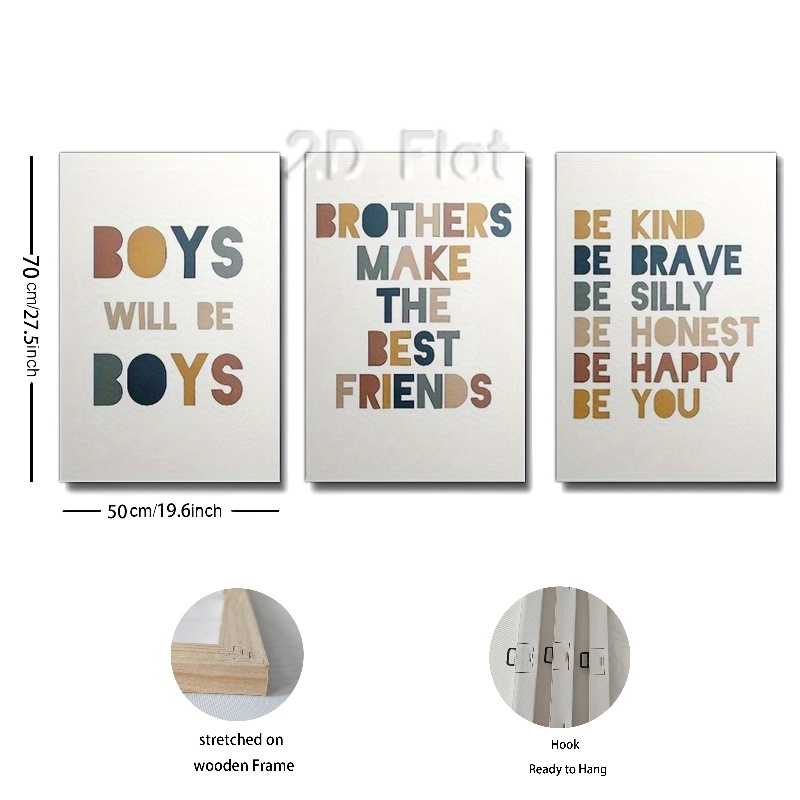 2D Flat
BOYS
WILL BE
BOYS
BROTHERS
MAKE
THE
BEST
FRIENDS
BE KIND
BE BRAVE
BE SILLY
BE HONEST
BE HAPPY
BE YOU
70cm/27.5inch
50cm/19.6inch
stretched on
wooden Frame
Hook
Ready to Hang